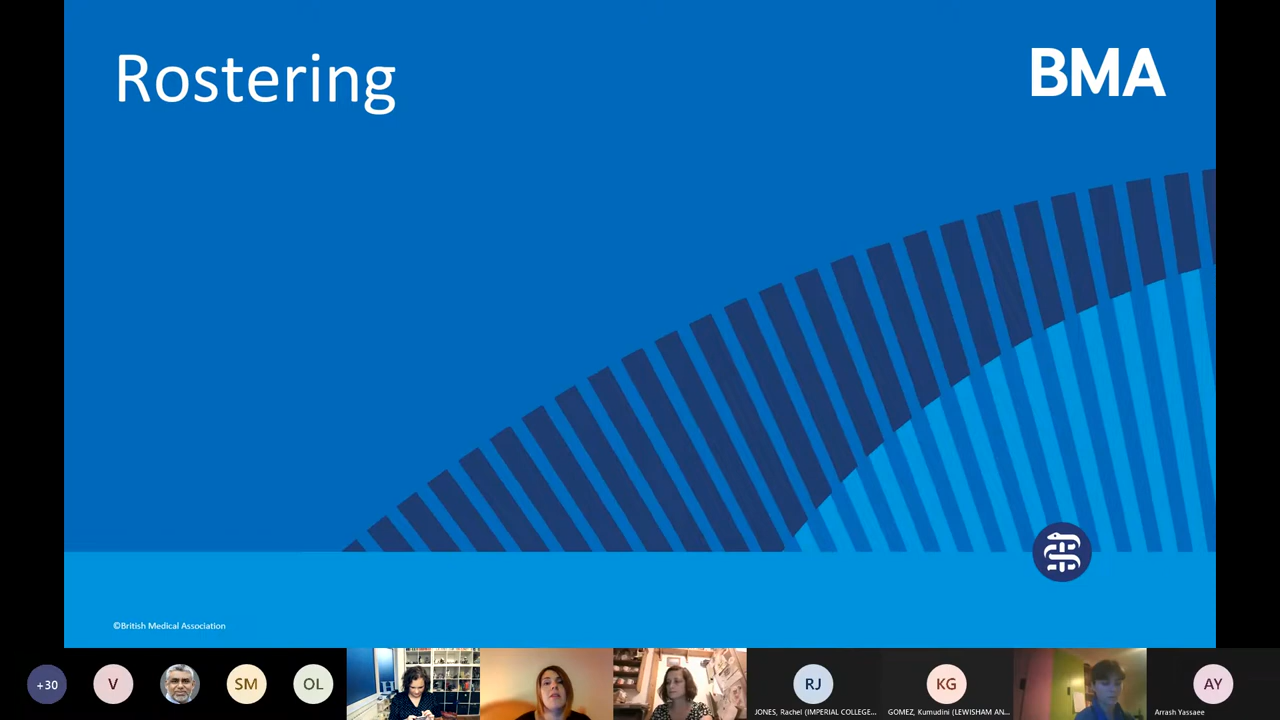 Rostering
BMA
©British Medical Association
+30
V
SM
OL
RJ
JONES, Rachel (IMPERIAL COLLEGE...
KG
GOMEZ, Kumudini (LEWISHAM AN...
AY
Arrash Yassaee